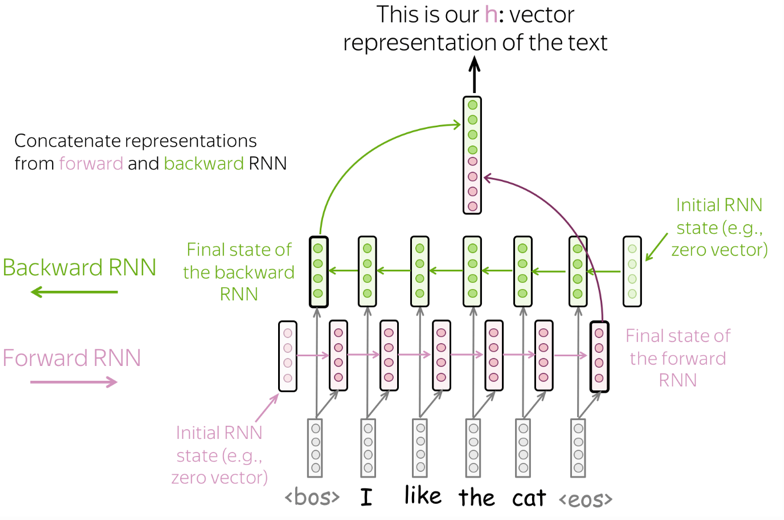 This is our h: vector
representation of the text
Concatenate representations
from forward and backward RNN
Initial RNN
state (e.g.,
zero vector)
Final state of
the backward
RNN
Backward RNN
Forward RNN
Final state of
the forward
RNN
Initial RNN
state (e.g.,
zero vector)
<bos> I like the cat <eos>